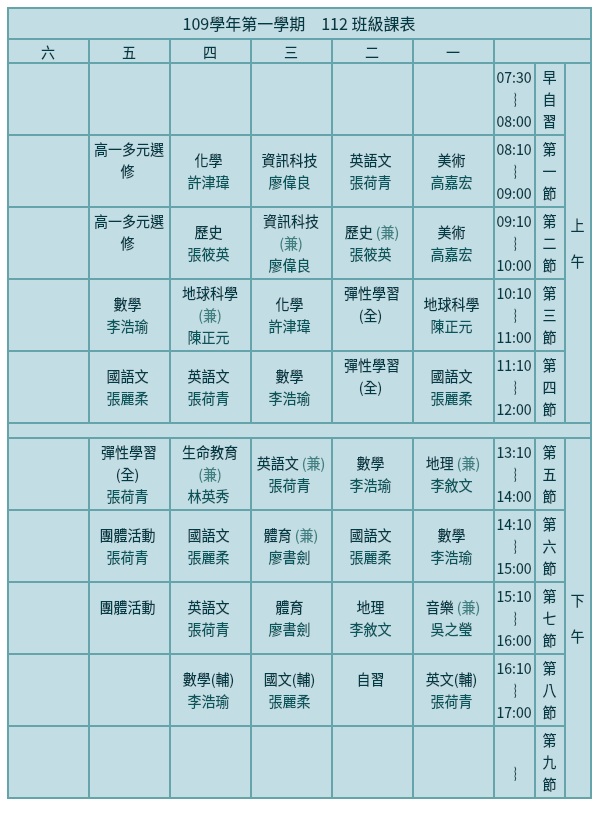 109學年第一學期　112 班級課表
六 五 四 三 二 一
07:30
︴
08:00
早
自
習
上
午
高一多元選
修
化學
許津瑋
資訊科技
廖偉良
英語文
張荷青
美術
高嘉宏
08:10
︴
09:00
第
一
節
高一多元選
修
歷史
張筱英
資訊科技
(兼)
廖偉良
歷史 (兼)
張筱英
美術
高嘉宏
09:10
︴
10:00
第
二
節
數學
李浩瑜
地球科學
(兼)
陳正元
化學
許津瑋
彈性學習
(全)
地球科學
陳正元
10:10
︴
11:00
第
三
節
國語文
張麗柔
英語文
張荷青
數學
李浩瑜
彈性學習
(全)
國語文
張麗柔
11:10
︴
12:00
第
四
節
彈性學習
(全)
張荷青
生命教育
(兼)
林英秀
英語文 (兼)
張荷青
數學
李浩瑜
地理 (兼)
李敘文
13:10
︴
14:00
第
五
節
下
午
團體活動
張荷青
國語文
張麗柔
體育 (兼)
廖書劍
國語文
張麗柔
數學
李浩瑜
14:10
︴
15:00
第
六
節
團體活動
英語文
張荷青
體育
廖書劍
地理
李敘文
音樂 (兼)
吳之瑩
15:10
︴
16:00
第
七
節
數學(輔)
李浩瑜
國文(輔)
張麗柔
自習
英文(輔)
張荷青
16:10
︴
17:00
第
八
節
︴
第
九
節